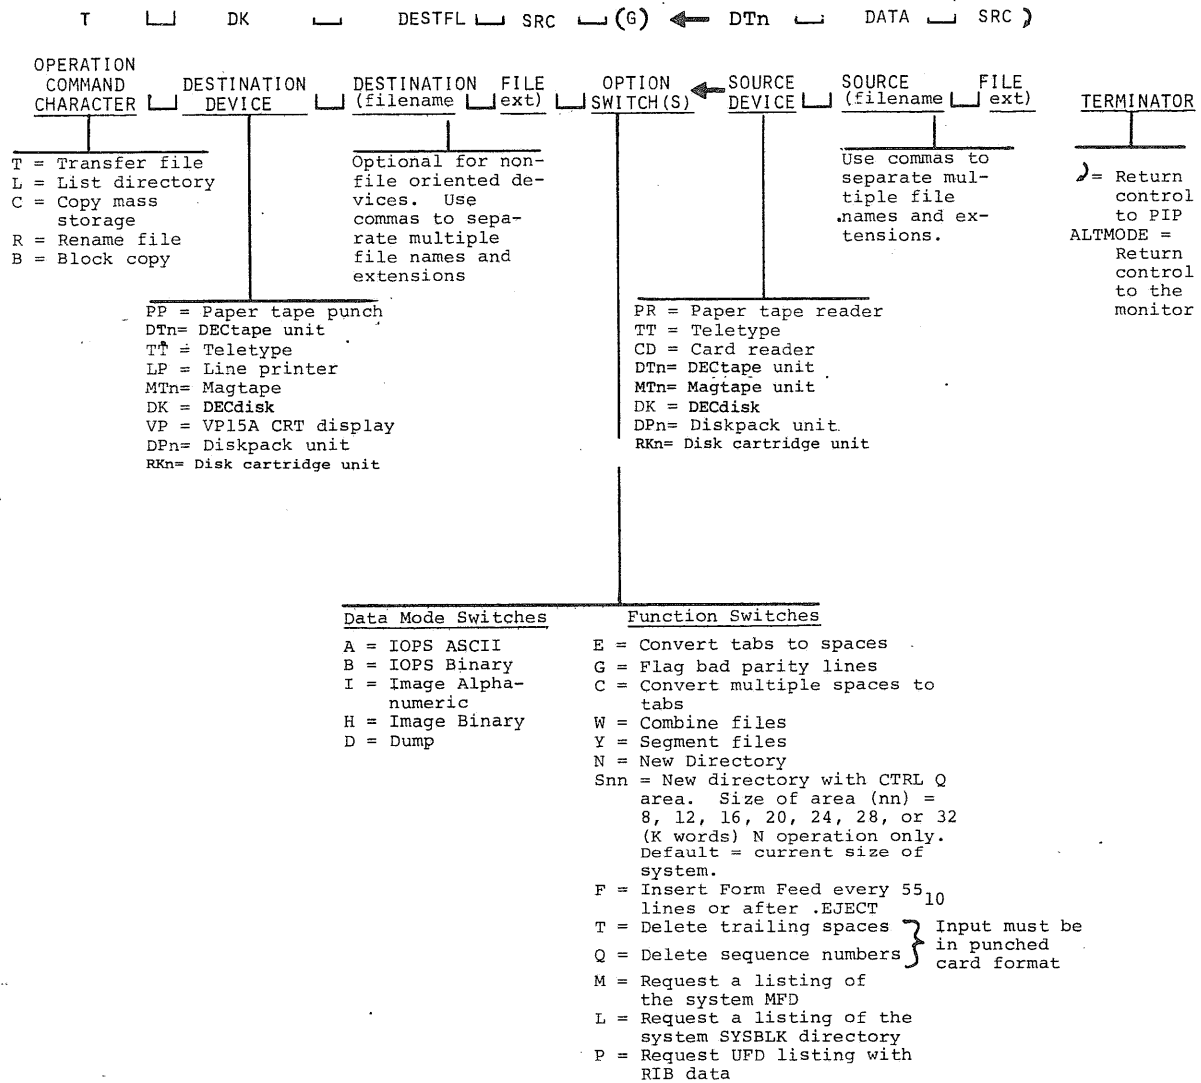 T DK DESTFL SRC (G) ← DTn DATA SRC )
OPERATION
COMMAND
CHARACTER
DESTINATION
DEVICE
DESTINATION
(filename
FILE
ext)
OPTION
SWITCH(S)
←
SOURCE
DEVICE
SOURCE
(filename
FILE
ext)
TERMINATOR
T = Transfer file
L = List directory
C = Copy mass
storage
R = Rename file
B = Block copy
Optional for non-
file oriented de-
vices. Use
commas to sepa-
rate multiple
file names and
extensions
Use commas to
separate mul-
tiple file
names and ex-
tensions.
)= Return
control
to PIP
ALTMODE =
Return
control
to the
monitor
PP = Paper tape punch
DTn= DECtape unit
TT = Teletype
LP = Line printer
MTn= Magtape
DK = DECdisk
VP = VP15A CRT display
DPn= Diskpack unit
RKn= Disk cartridge unit
PR = Paper tape reader
TT = Teletype
CD = Card reader
DTn= DECtape unit
MTn= Magtape unit
DK = DECdisk
DPn= Diskpack unit
RKn= Disk cartridge unit
Data Mode Switches
A = IOPS ASCII
B = IOPS Binary
I = Image Alpha-
numeric
H = Image Binary
D = Dump
Function Switches
E = Convert tabs to spaces
G = Flag bad parity lines
C = Convert multiple spaces to
tabs
W = Combine files
Y = Segment files
N = New Directory
Snn = New directory with CTRL Q
area. Size of area (nn) =
8, 12, 16, 20, 24, 28, or 32
(K words) N operation only.
Default = current size of
system.
F = Insert Form Feed every 55₁₀
lines or after .EJECT
T = Delete trailing spaces
Q = Delete sequence numbers
Input must be
in punched
card format
M = Request a listing of
the system MFD
L = Request a listing of the
system SYSBLK directory
P = Request UFD listing with
RIB data